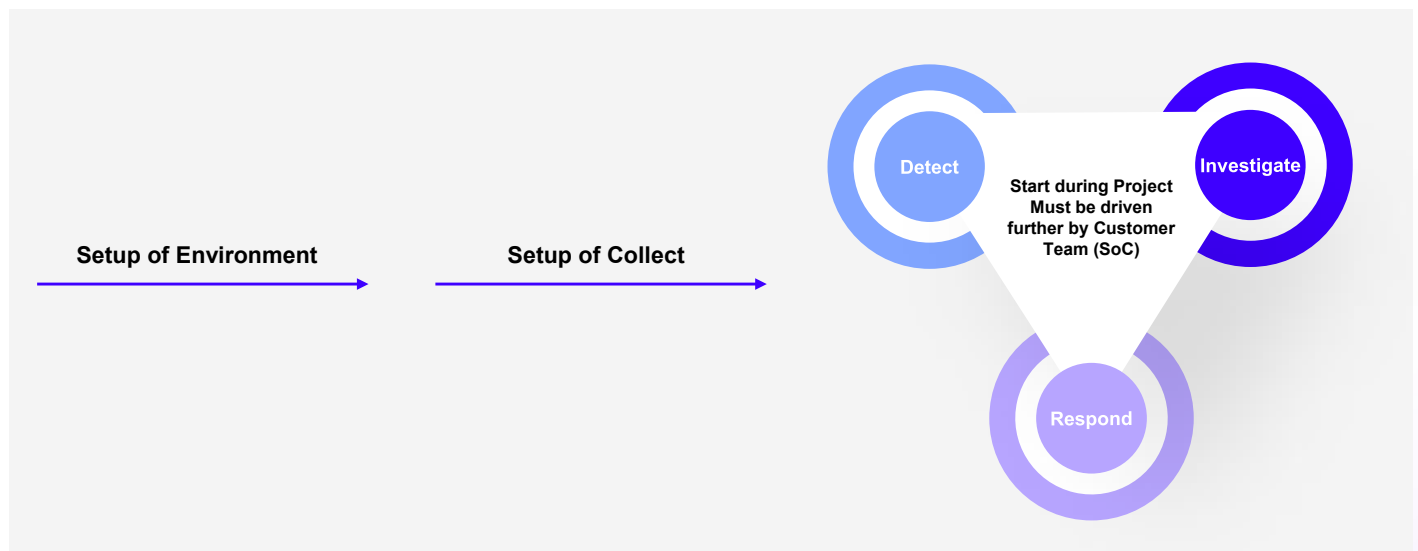 Setup of Environment
Setup of Collect
Detect
Investigate
Start during Project
Must be driven
further by Customer
Team (SoC)
Respond